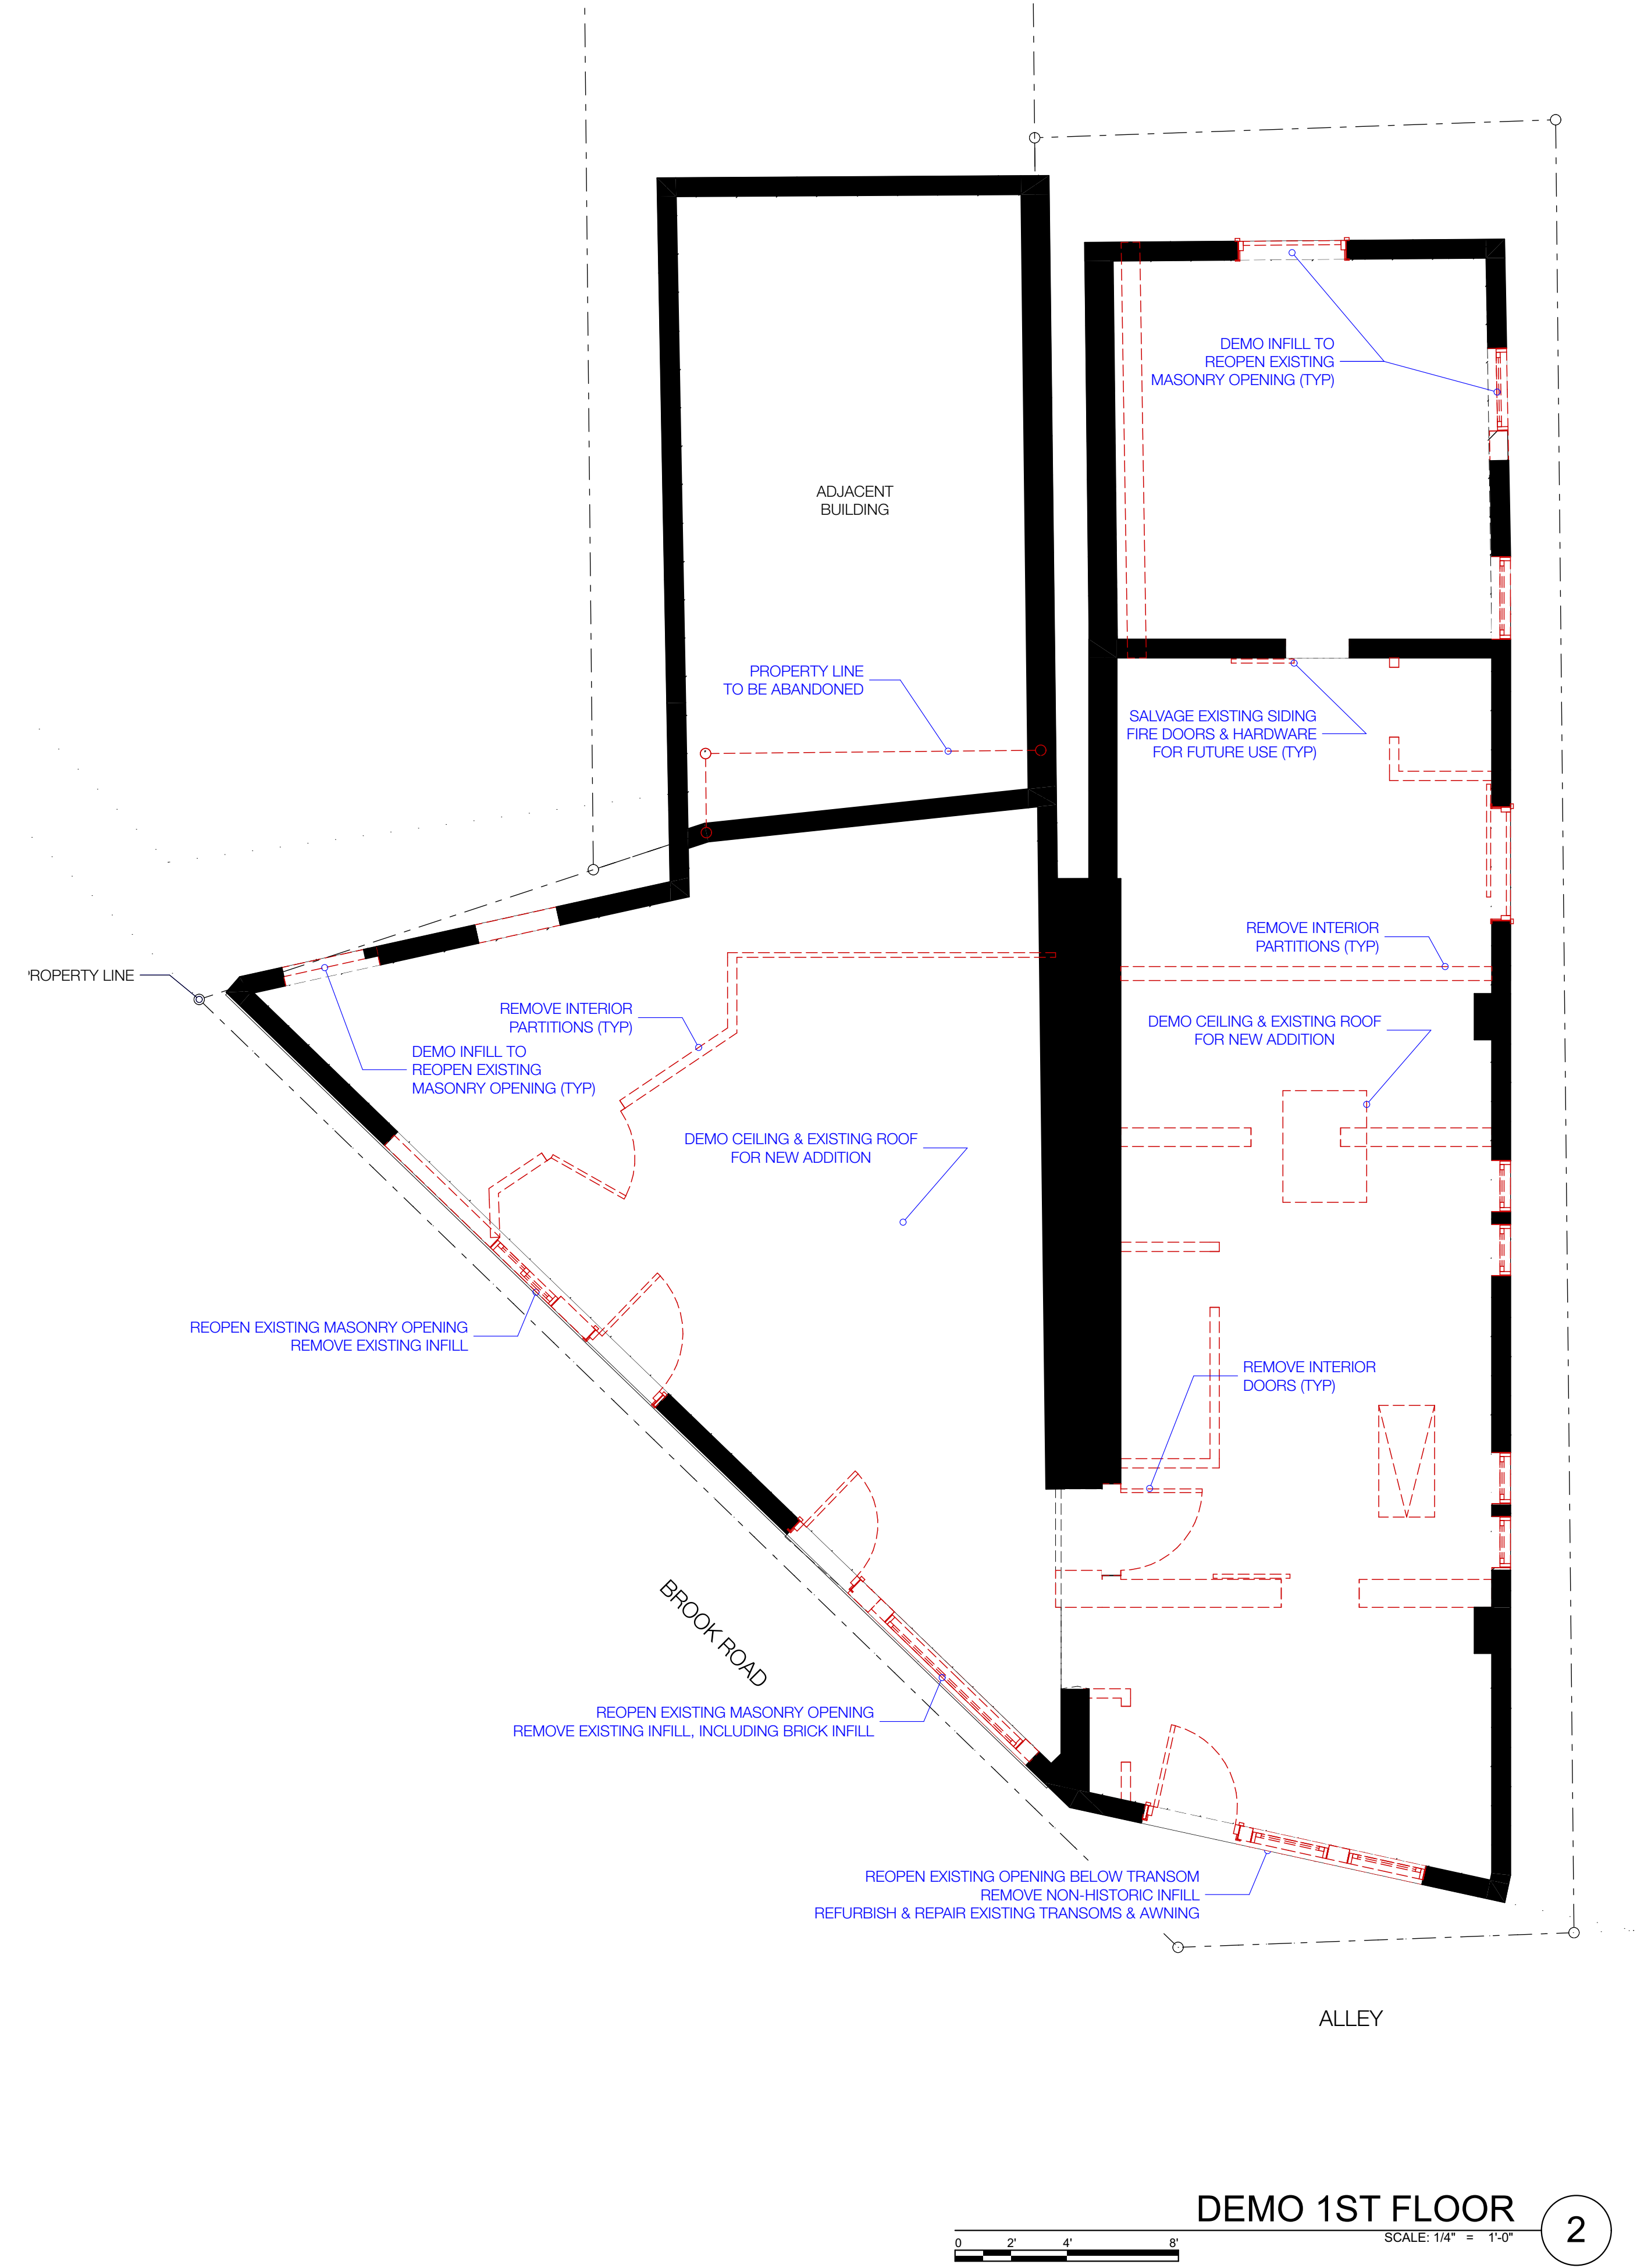 DEMO INFILL TO
REOPEN EXISTING
MASONRY OPENING (TYP)
ADJACENT
BUILDING
PROPERTY LINE
TO BE ABANDONED
SALVAGE EXISTING SIDING
FIRE DOORS & HARDWARE
FOR FUTURE USE (TYP)
REMOVE INTERIOR
PARTITIONS (TYP)
ROPERTY LINE
REMOVE INTERIOR
PARTITIONS (TYP)
DEMO CEILING & EXISTING ROOF
FOR NEW ADDITION
DEMO INFILL TO
REOPEN EXISTING
MASONRY OPENING (TYP)
DEMO CEILING & EXISTING ROOF
FOR NEW ADDITION
REOPEN EXISTING MASONRY OPENING
REMOVE EXISTING INFILL
REMOVE INTERIOR
DOORS (TYP)
BROOK ROAD
REOPEN EXISTING MASONRY OPENING
REMOVE EXISTING INFILL, INCLUDING BRICK INFILL
REOPEN EXISTING OPENING BELOW TRANSOM
REMOVE NON-HISTORIC INFILL
REFURBISH & REPAIR EXISTING TRANSOMS & AWNING
ALLEY
DEMO 1ST FLOOR
2
SCALE: 1/4" = 1'-0"
0 2' 4' 8'